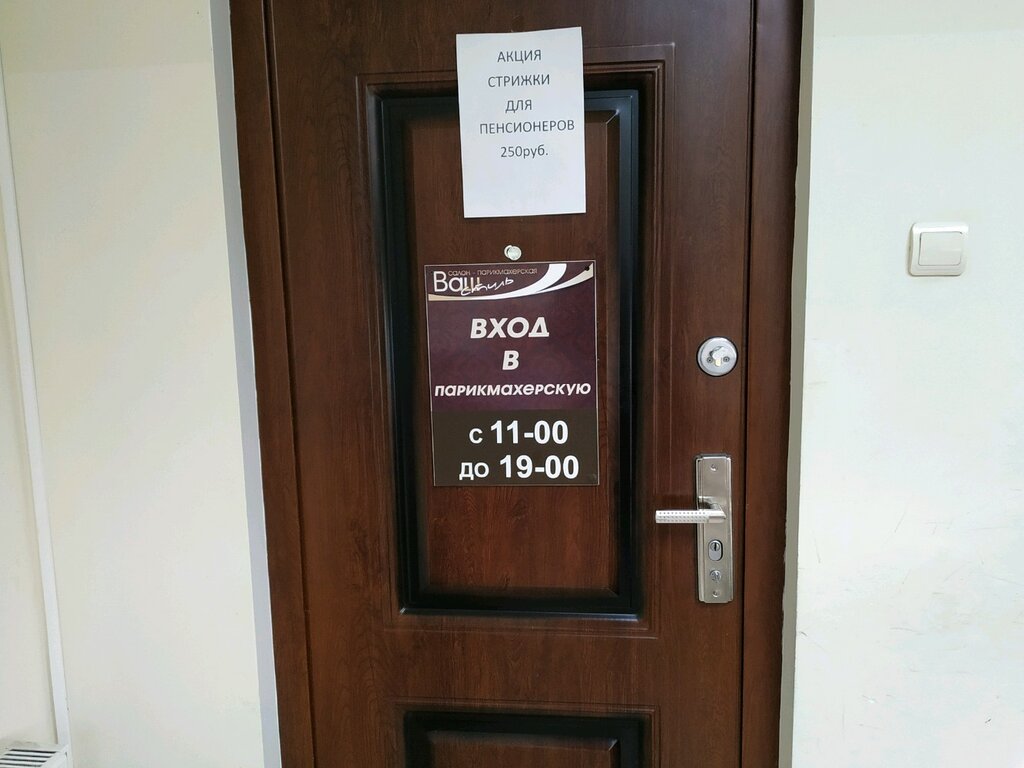 АКЦИЯ
СТРИЖКИ
ДЛЯ
ПЕНСИОНЕРОВ
250руб.
салон - парикмахерская
Ваш стиль
ВХОД
В
ПАРИКМАХЕРСКУЮ
с 11-00
до 19-00